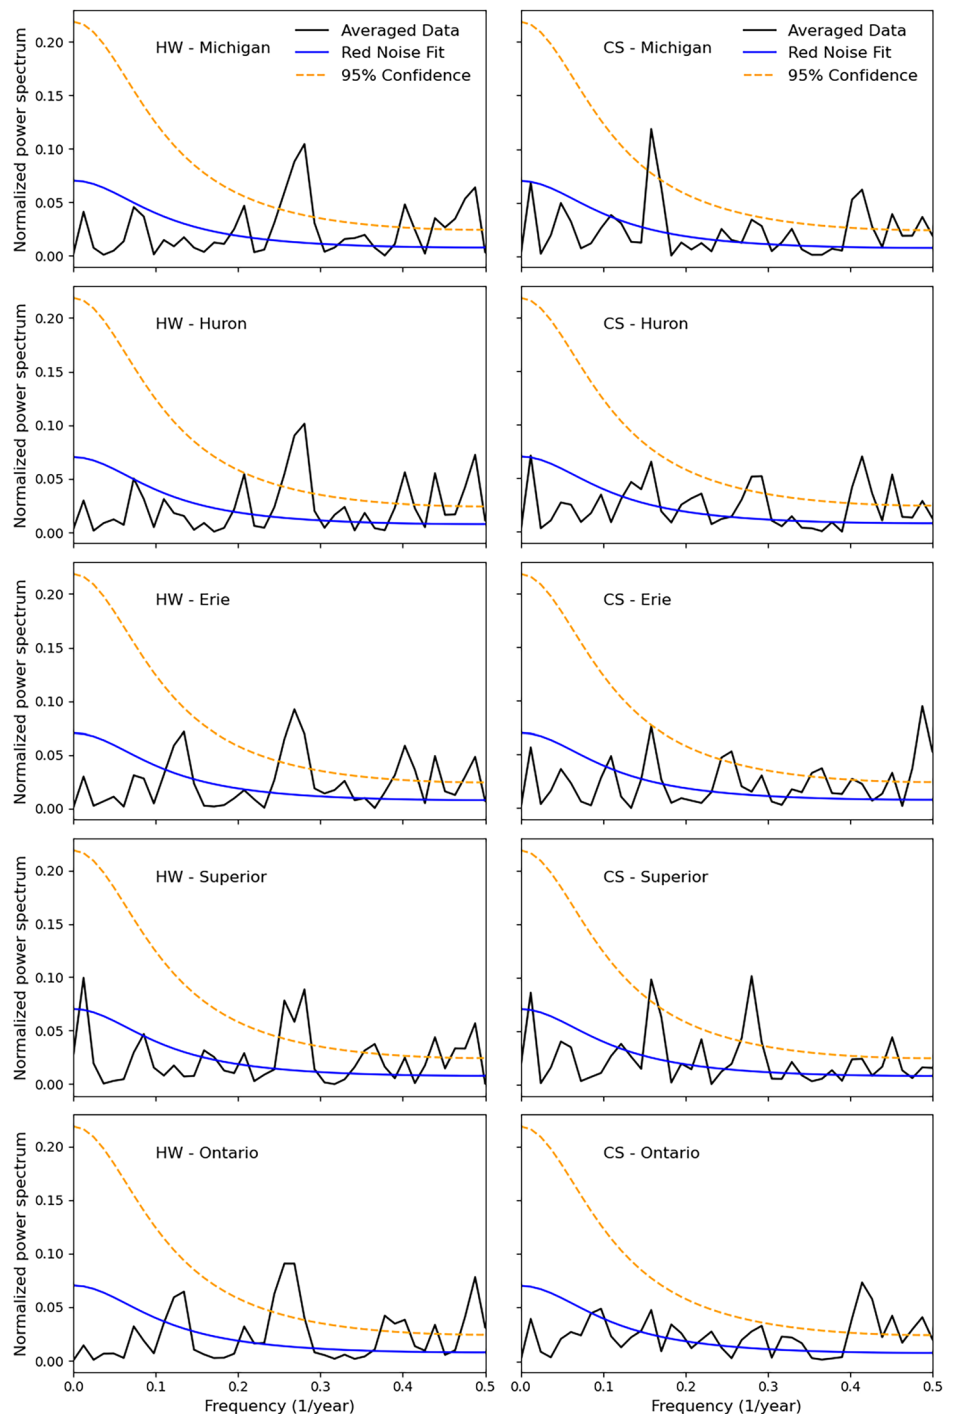 HW - Michigan
Averaged Data
Red Noise Fit
95% Confidence
Normalized power spectrum
0.20
0.15
0.10
0.05
0.00
CS - Michigan
Averaged Data
Red Noise Fit
95% Confidence
HW - Huron
Normalized power spectrum
0.20
0.15
0.10
0.05
0.00
CS - Huron
HW - Erie
Normalized power spectrum
0.20
0.15
0.10
0.05
0.00
CS - Erie
HW - Superior
Normalized power spectrum
0.20
0.15
0.10
0.05
0.00
CS - Superior
HW - Ontario
Normalized power spectrum
0.20
0.15
0.10
0.05
0.00
0.0 0.1 0.2 0.3 0.4 0.5
Frequency (1/year)
CS - Ontario
0.0 0.1 0.2 0.3 0.4 0.5
Frequency (1/year)